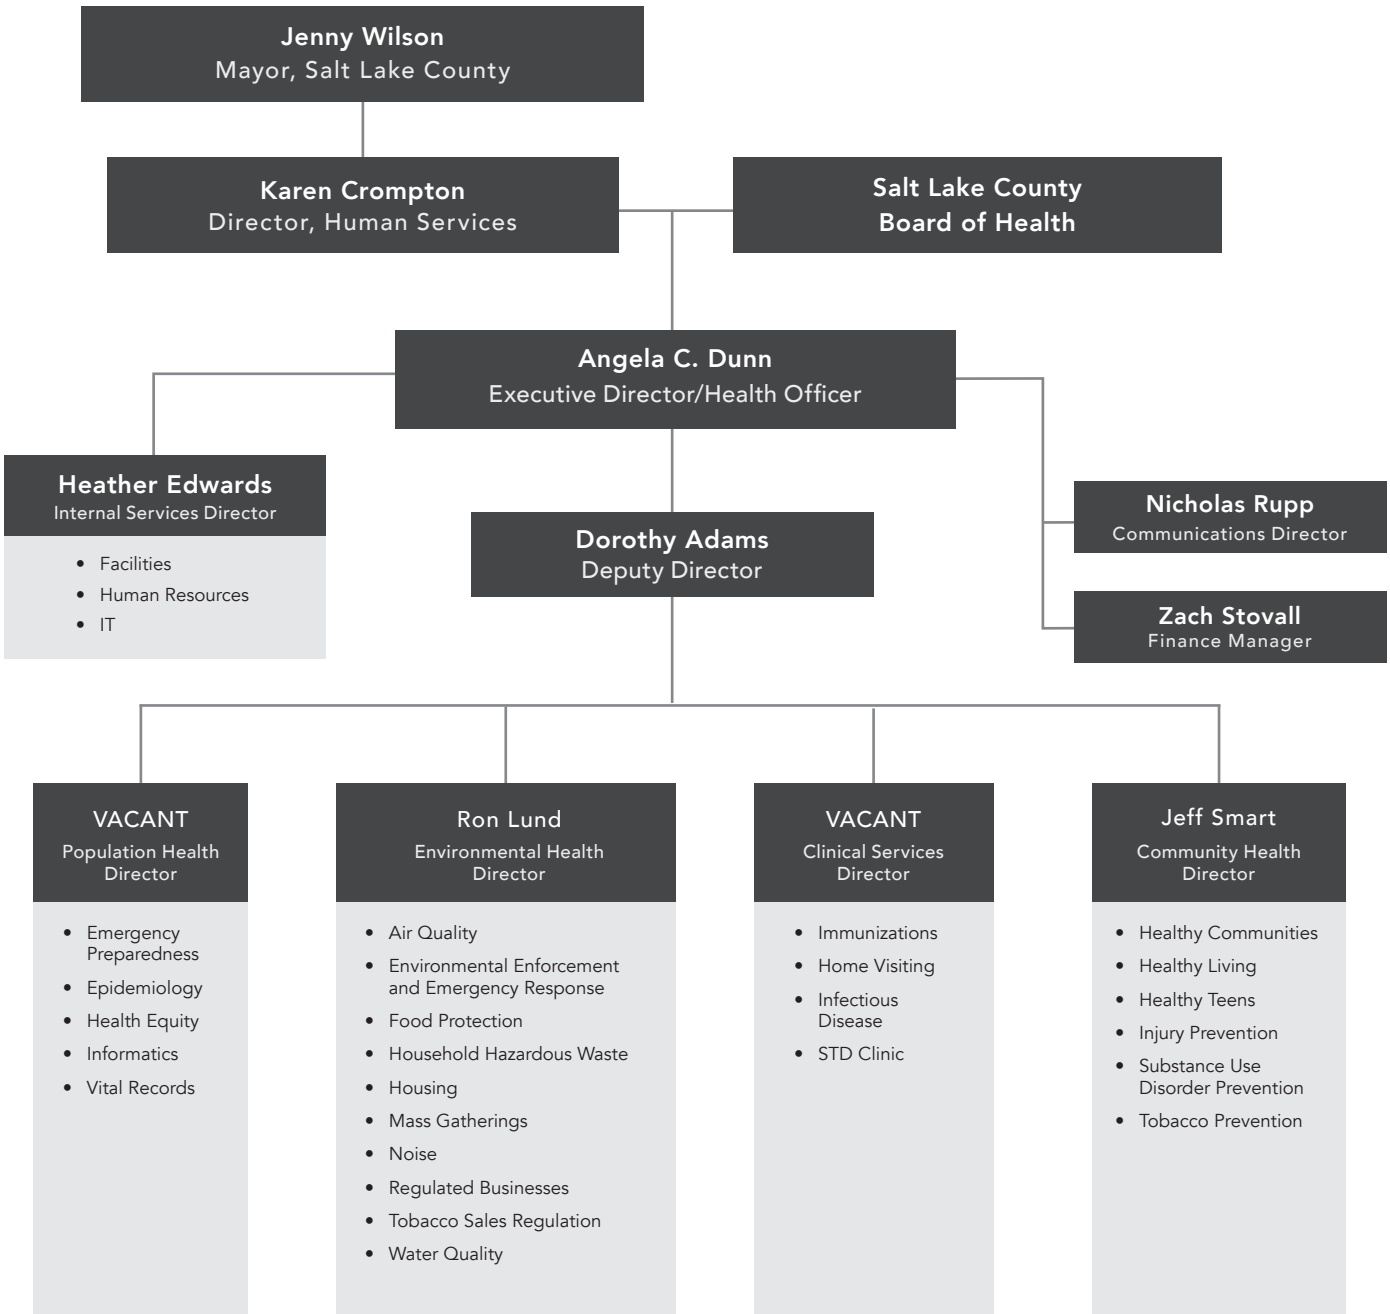 Jenny Wilson
Mayor, Salt Lake County
Karen Crompton
Director, Human Services
Salt Lake County
Board of Health
Angela C. Dunn
Executive Director/Health Officer
Heather Edwards
Internal Services Director
• Facilities
• Human Resources
• IT
Dorothy Adams
Deputy Director
Nicholas Rupp
Communications Director
Zach Stovall
Finance Manager
VACANT
Population Health
Director
• Emergency
Preparedness
• Epidemiology
• Health Equity
• Informatics
• Vital Records
Ron Lund
Environmental Health
Director
• Air Quality
• Environmental Enforcement
and Emergency Response
• Food Protection
• Household Hazardous Waste
• Housing
• Mass Gatherings
• Noise
• Regulated Businesses
• Tobacco Sales Regulation
• Water Quality
VACANT
Clinical Services
Director
• Immunizations
• Home Visiting
• Infectious
Disease
• STD Clinic
Jeff Smart
Community Health
Director
• Healthy Communities
• Healthy Living
• Healthy Teens
• Injury Prevention
• Substance Use
Disorder Prevention
• Tobacco Prevention